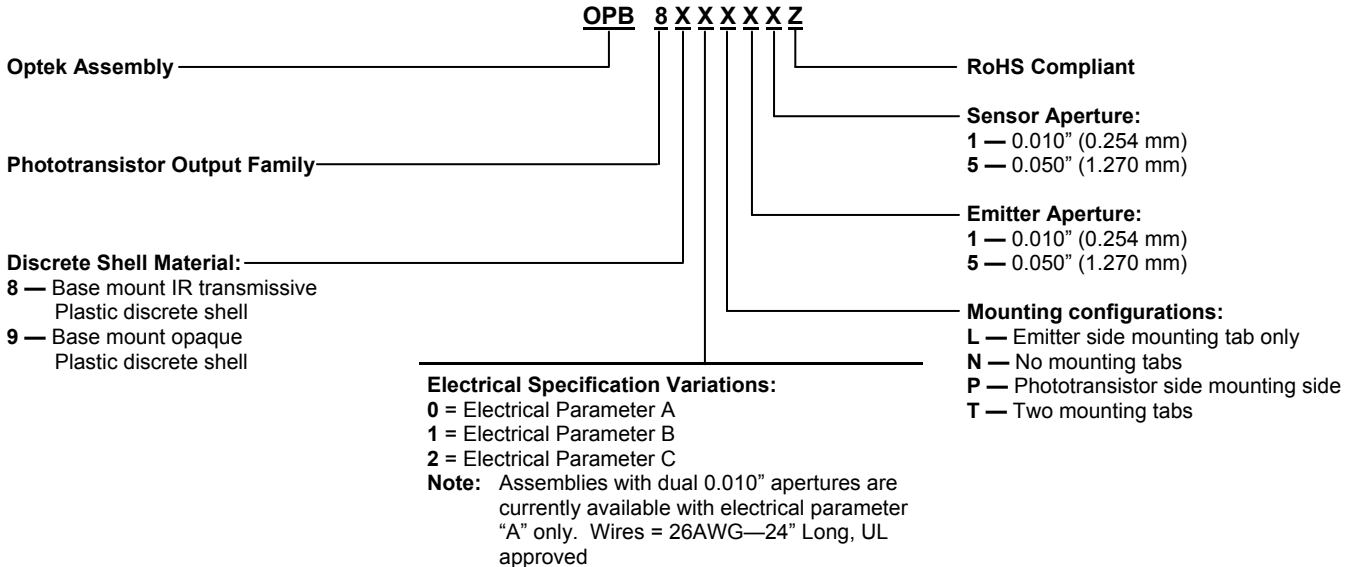 OPB 8 X X X X X Z
Optek Assembly
RoHS Compliant
Sensor Aperture:
1 — 0.010” (0.254 mm)
5 — 0.050” (1.270 mm)
Phototransistor Output Family
Emitter Aperture:
1 — 0.010” (0.254 mm)
5 — 0.050” (1.270 mm)
Discrete Shell Material:
8 — Base mount IR transmissive
Plastic discrete shell
9 — Base mount opaque
Plastic discrete shell
Mounting configurations:
L — Emitter side mounting tab only
N — No mounting tabs
P — Phototransistor side mounting side
T — Two mounting tabs
Electrical Specification Variations:
0 = Electrical Parameter A
1 = Electrical Parameter B
2 = Electrical Parameter C
Note: Assemblies with dual 0.010” apertures are
currently available with electrical parameter
“A” only. Wires = 26AWG—24” Long, UL
approved